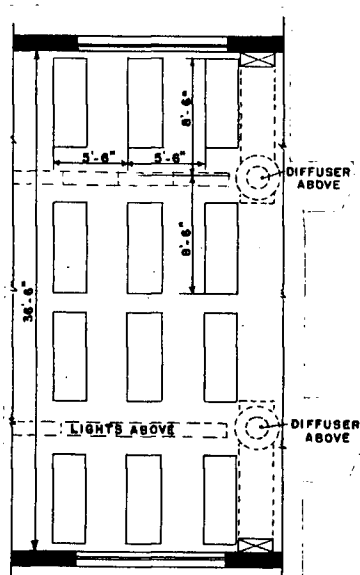 8'-6"
5'-6"
5'-6"
DIFFUSER
ABOVE
8'-6"
36'-6"
LIGHTS ABOVE
DIFFUSER
ABOVE